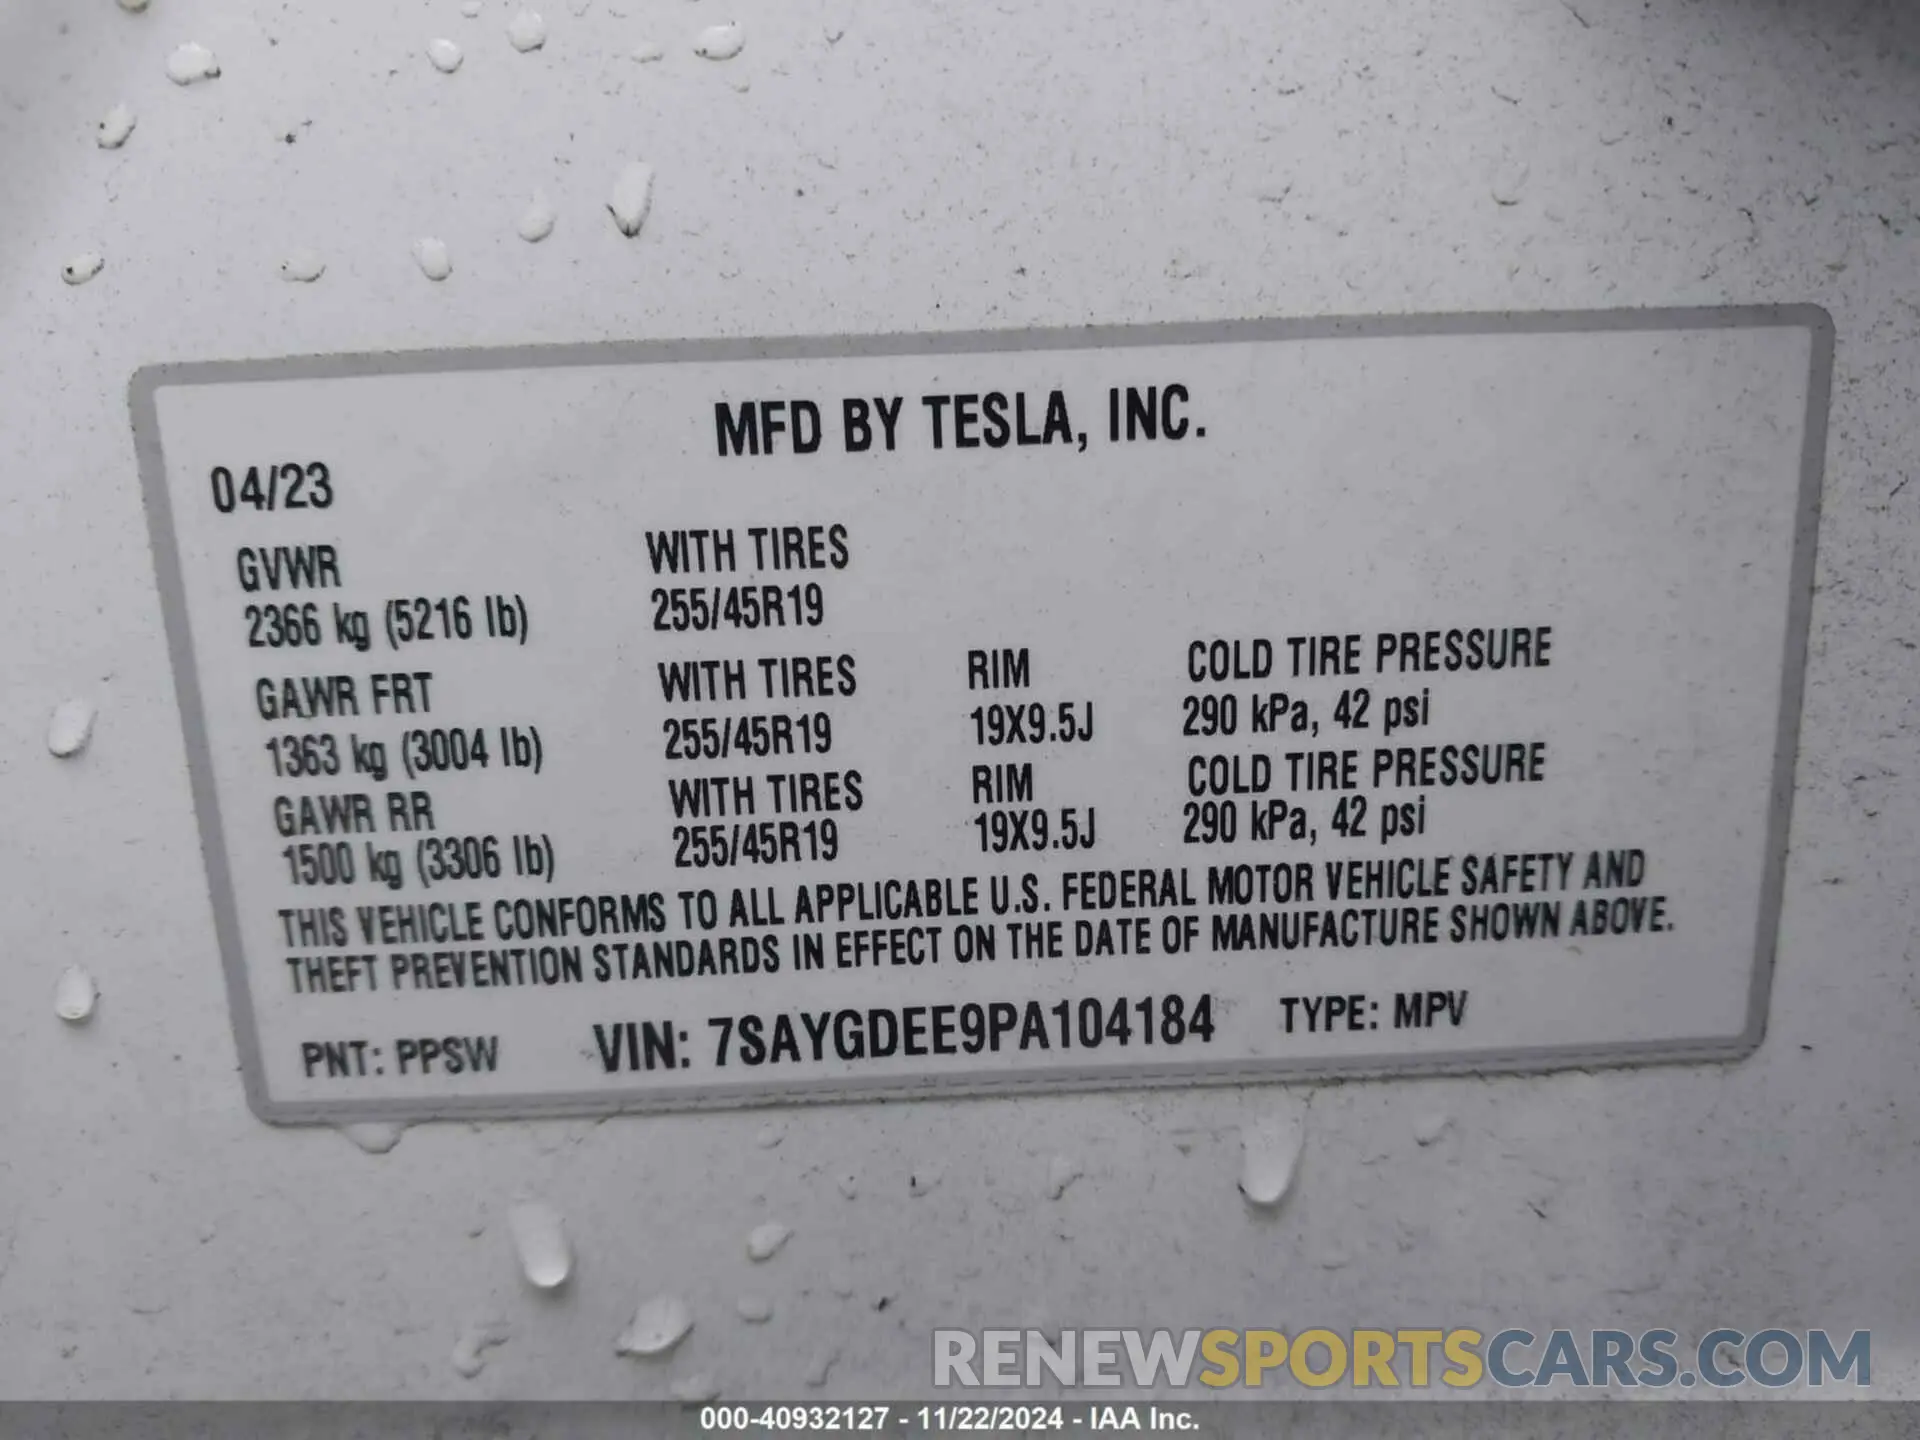 MFD BY TESLA, INC.
04/23
GVWR WITH TIRES
2366 kg (5216 lb) 255/45R19
GAWR FRT WITH TIRES RIM COLD TIRE PRESSURE
1363 kg (3004 lb) 255/45R19 19X9.5J 290 kPa, 42 psi
GAWR RR WITH TIRES RIM COLD TIRE PRESSURE
1500 kg (3306 lb) 255/45R19 19X9.5J 290 kPa, 42 psi
THIS VEHICLE CONFORMS TO ALL APPLICABLE U.S. FEDERAL MOTOR VEHICLE SAFETY AND
THEFT PREVENTION STANDARDS IN EFFECT ON THE DATE OF MANUFACTURE SHOWN ABOVE.
PNT: PPSW VIN: 7SAYGDEE9PA104184 TYPE: MPV
RENEWSPORTSCARS.COM
000-40932127 - 11/22/2024 - IAA Inc.